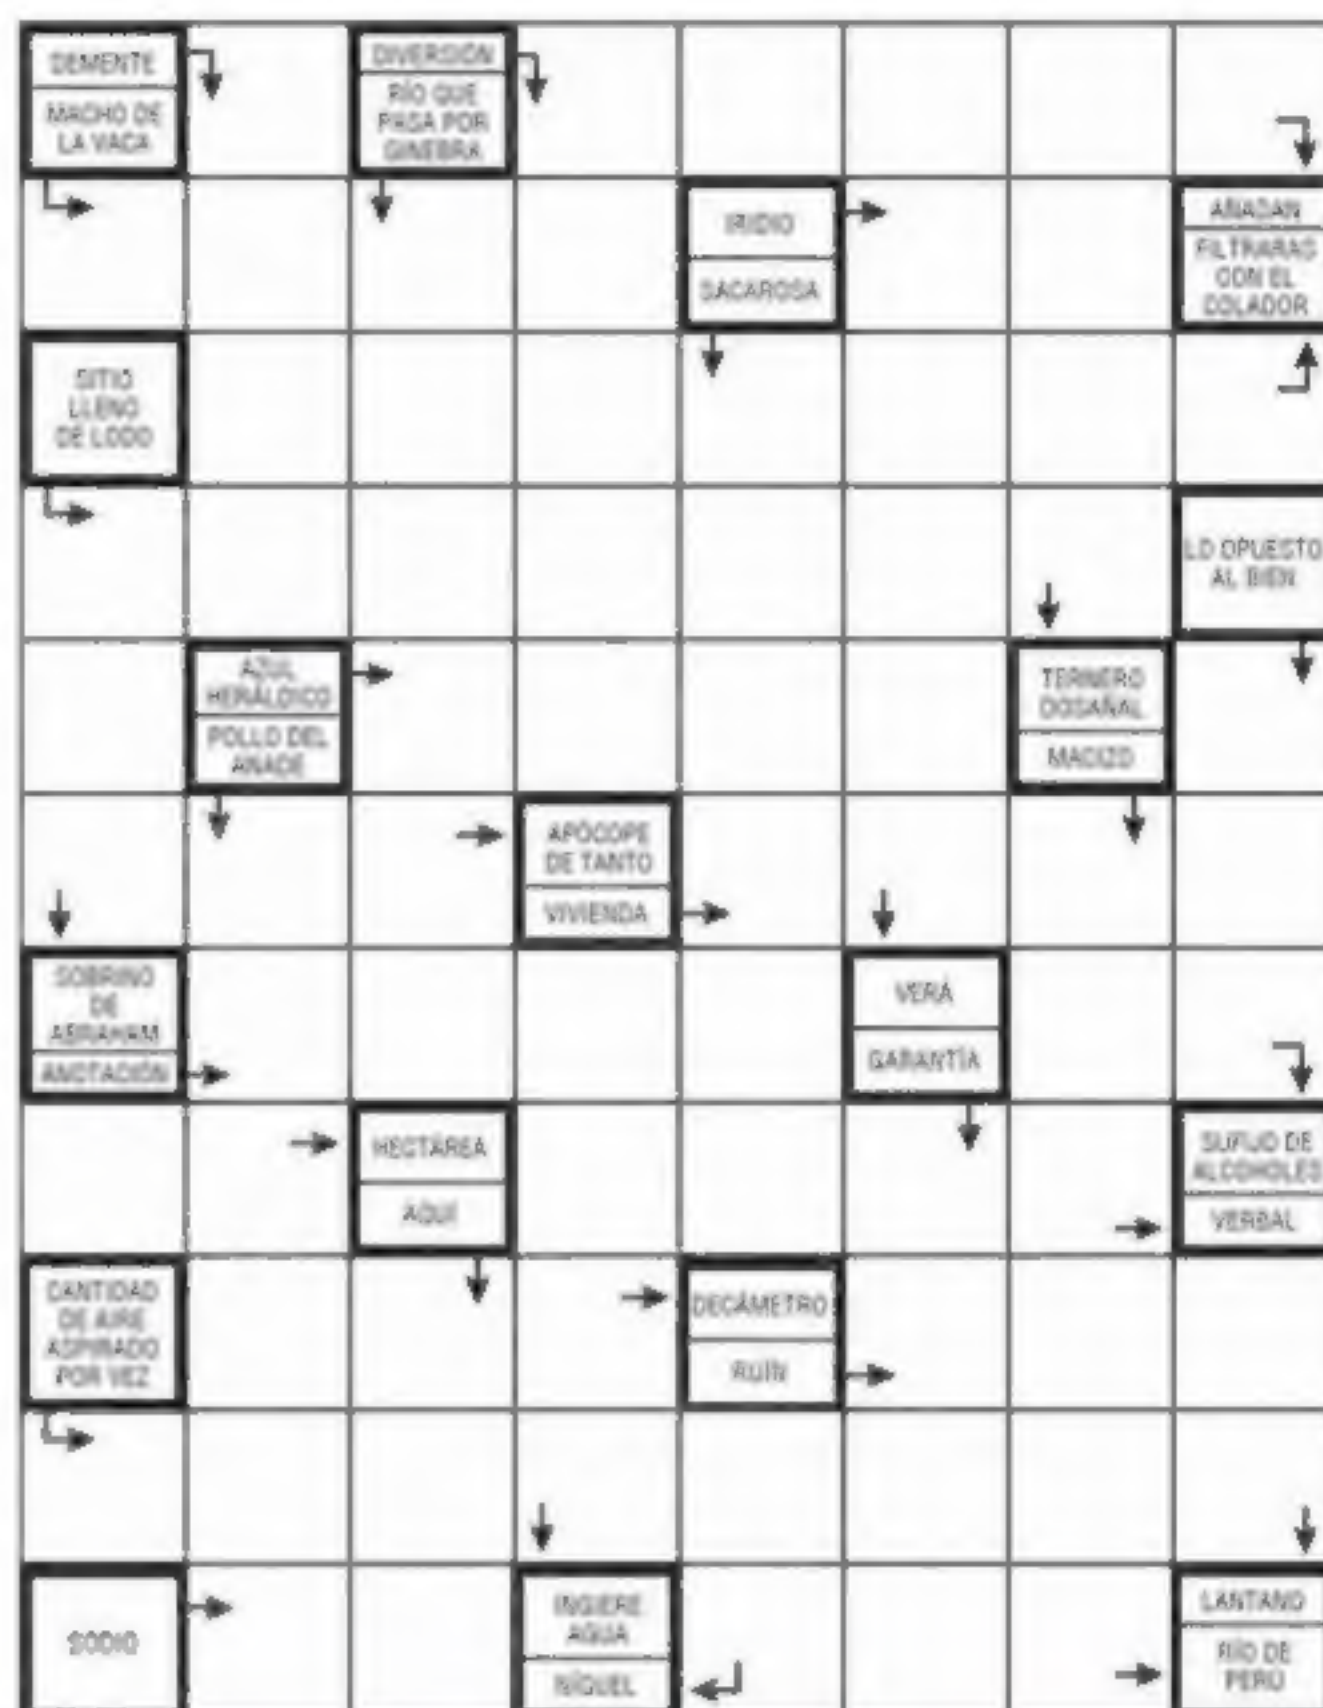 DEMENTE
MACHO DE
LA VACA
DIVERSIÓN
RÍO QUE
PASA POR
GINEBRA
IRIDIO
SACAROSA
AÑADAN
FILTRARAS
CON EL
COLADOR
SITIO
LLENO
DE LODO
LO OPUESTO
AL BIEN
AZUL
HERÁLDICO
POLLO DEL
ÁNADE
TERNERO
DOSAÑAL
MACIZO
APÓCOPE
DE TANTO
VIVIENDA
SOBRINO
DE
ABRAHAM
ANOTACIÓN
VERÁ
GARANTÍA
HECTÁREA
AQUÍ
SUFIJO DE
ALCOHOLES
VERBAL
CANTIDAD
DE AIRE
ASPIRADO
POR VEZ
DECÁMETRO
RUÍN
SODIO
INGIERE
AGUA
NÍQUEL
LANTANO
RÍO DE
PERÚ